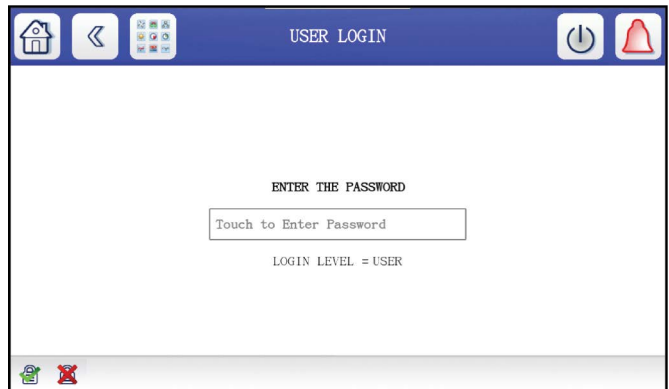 USER LOGIN
ENTER THE PASSWORD
Touch to Enter Password
LOGIN LEVEL = USER